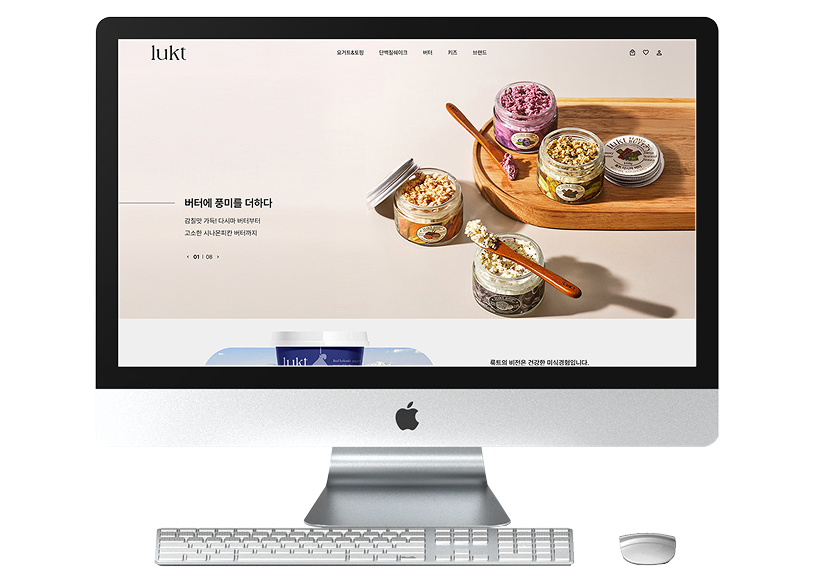 lukt
요거트&토핑 단백질쉐이크 버터 키즈 브랜드
버터에 풍미를 더하다
감칠맛 가득! 다시마 버터부터
고소한 시나몬피칸 버터까지
‹ 01 | 08 ›
lukt
lukt
룩트의 비전은 건강한 미식경험입니다.